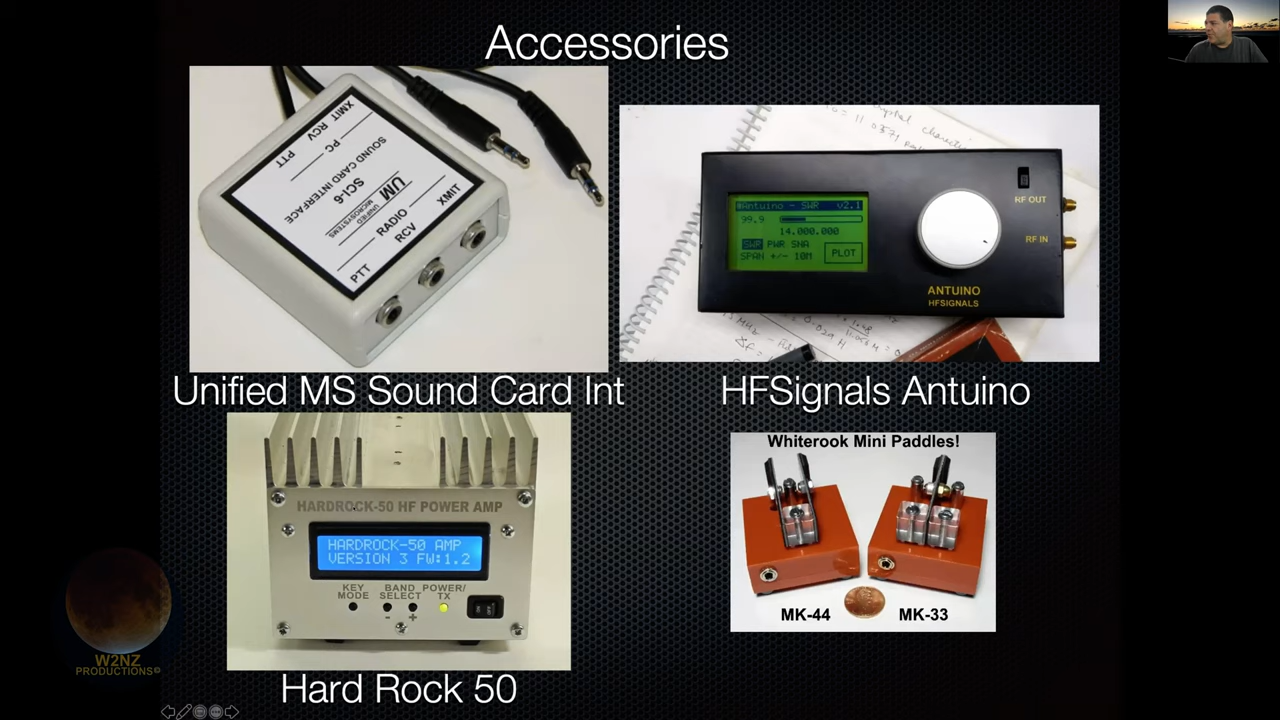 Accessories
XMIT RCV PTT
PC
SOUND CARD INTERFACE
SCI-6
UM
UNIFIED
MICROSYSTEMS
RADIO
PTT RCV XMIT
Antuino - SWR v2.1
99.9
14.000.000
SWR PWR SNA
SPAN +/- 10M
PLOT
RF OUT
RF IN
ANTUINO
HFSIGNALS
Unified MS Sound Card Int
HFSignals Antuino
HARDROCK-50 HF POWER AMP
HARDROCK-50 AMP
VERSION 3 FW:1.2
KEY MODE
BAND SELECT
POWER/TX
- +
Whiterook Mini Paddles!
MK-44
MK-33
Hard Rock 50
W2NZ
PRODUCTIONS©